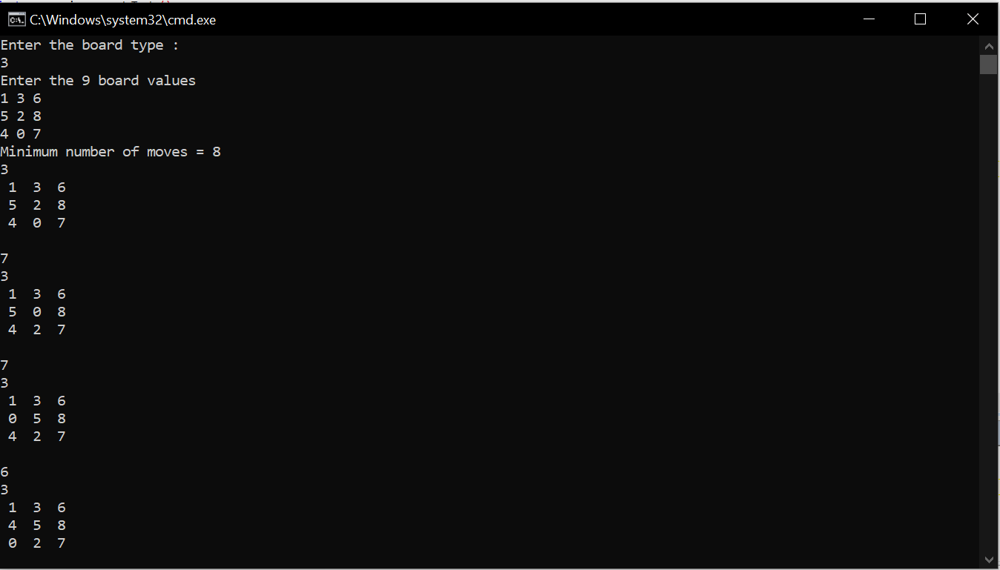 C:\Windows\system32\cmd.exe
Enter the board type :
3
Enter the 9 board values
1 3 6
5 2 8
4 0 7
Minimum number of moves = 8
3
1 3 6
5 2 8
4 0 7
7
3
1 3 6
5 0 8
4 2 7
7
3
1 3 6
0 5 8
4 2 7
6
3
1 3 6
4 5 8
0 2 7